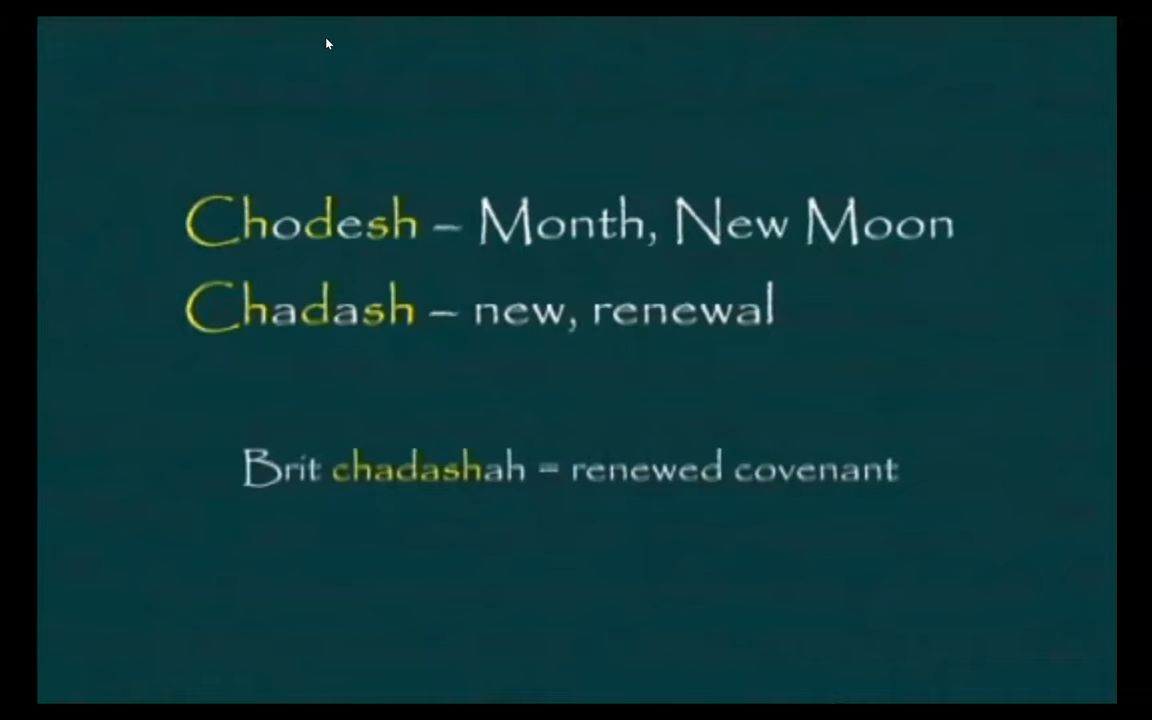 Chodesh – Month, New Moon
Chadash – new, renewal
Brit chadashah = renewed covenant